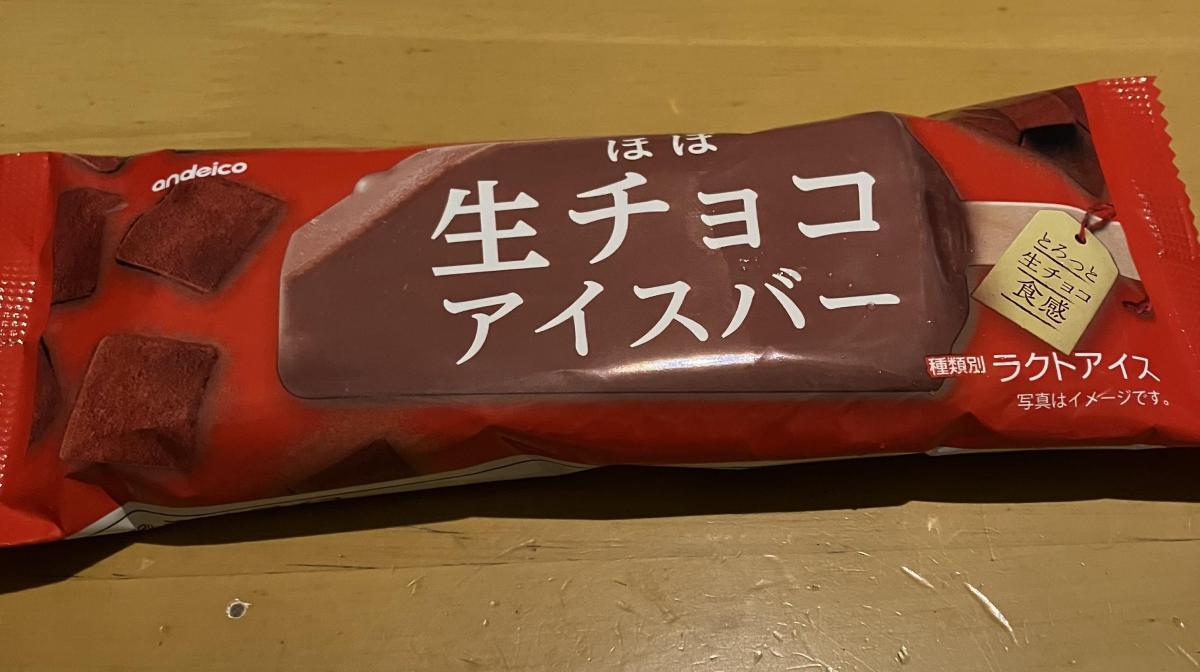 andeico
ほぼ
生チョコ
アイスバー
とろっと
生チョコ
食感
種類別 ラクトアイス
写真はイメージです。